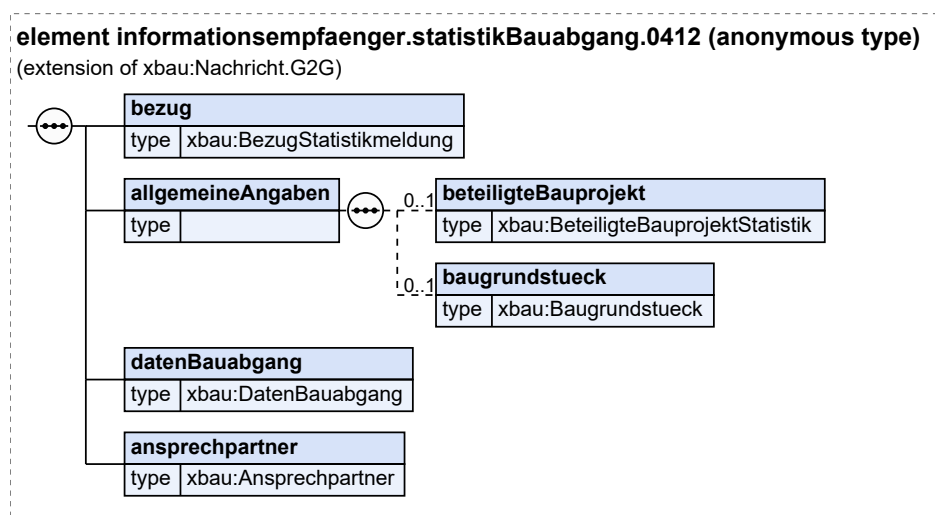 element informationsempfaenger.statistikBauabgang.0412 (anonymous type)
(extension of xbau:Nachricht.G2G)
bezug
type xbau:BezugStatistikmeldung
allgemeineAngaben
type
0..1 beteiligteBauprojekt
type xbau:BeteiligteBauprojektStatistik
0..1 baugrundstueck
type xbau:Baugrundstueck
datenBauabgang
type xbau:DatenBauabgang
ansprechpartner
type xbau:Ansprechpartner